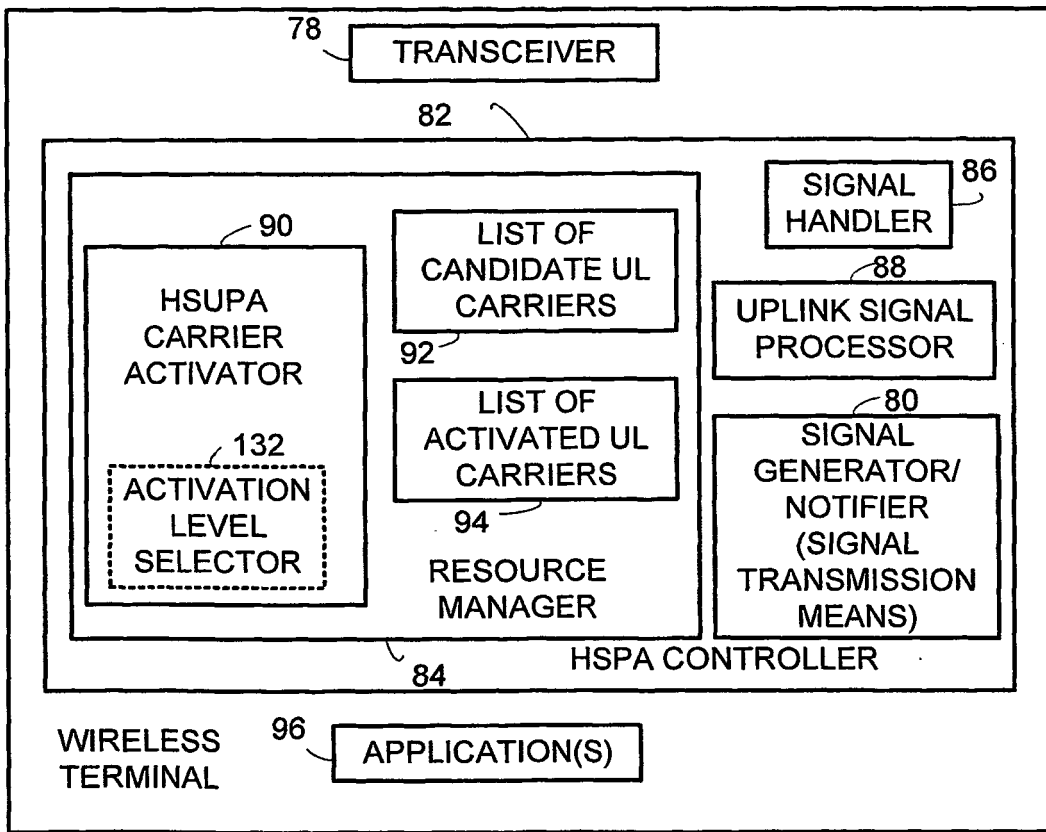 78
TRANSCEIVER
82
90
HSUPA
CARRIER
ACTIVATOR
132
ACTIVATION
LEVEL
SELECTOR
LIST OF
CANDIDATE UL
CARRIERS
92
LIST OF
ACTIVATED UL
CARRIERS
94
RESOURCE
MANAGER
84
SIGNAL
HANDLER
86
88
UPLINK SIGNAL
PROCESSOR
80
SIGNAL
GENERATOR/
NOTIFIER
(SIGNAL
TRANSMISSION
MEANS)
HSPA CONTROLLER
WIRELESS
TERMINAL
96
APPLICATION(S)